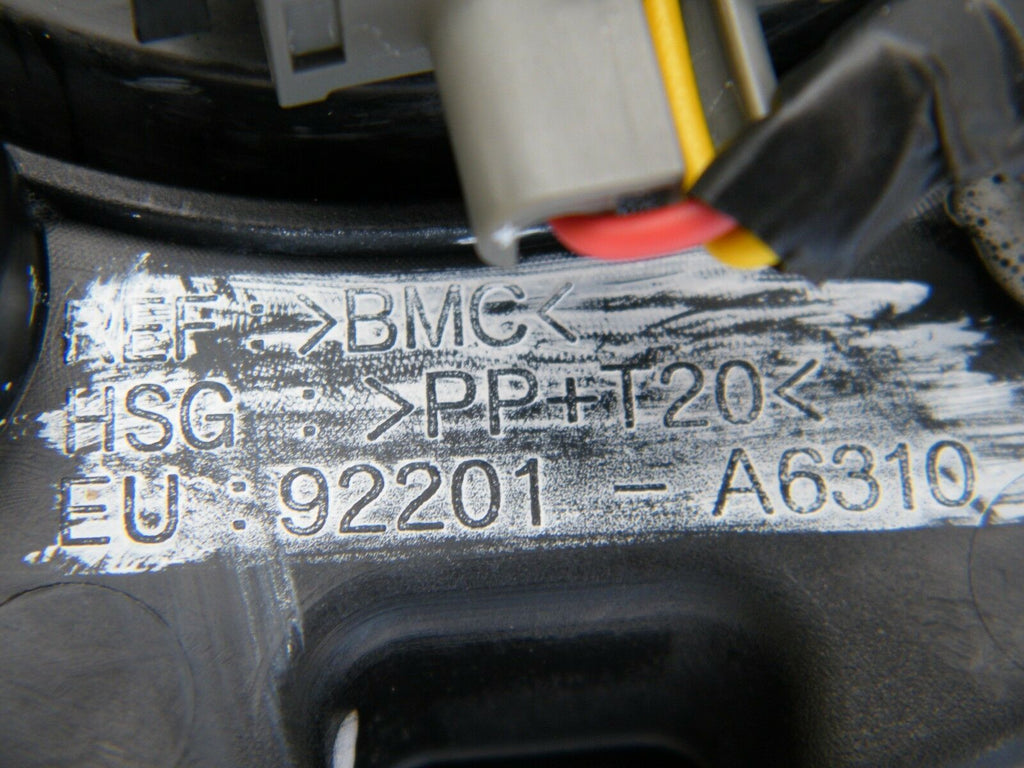 REF : >BMC<
HSG : >PP+T20<
EU : 92201 - A6310